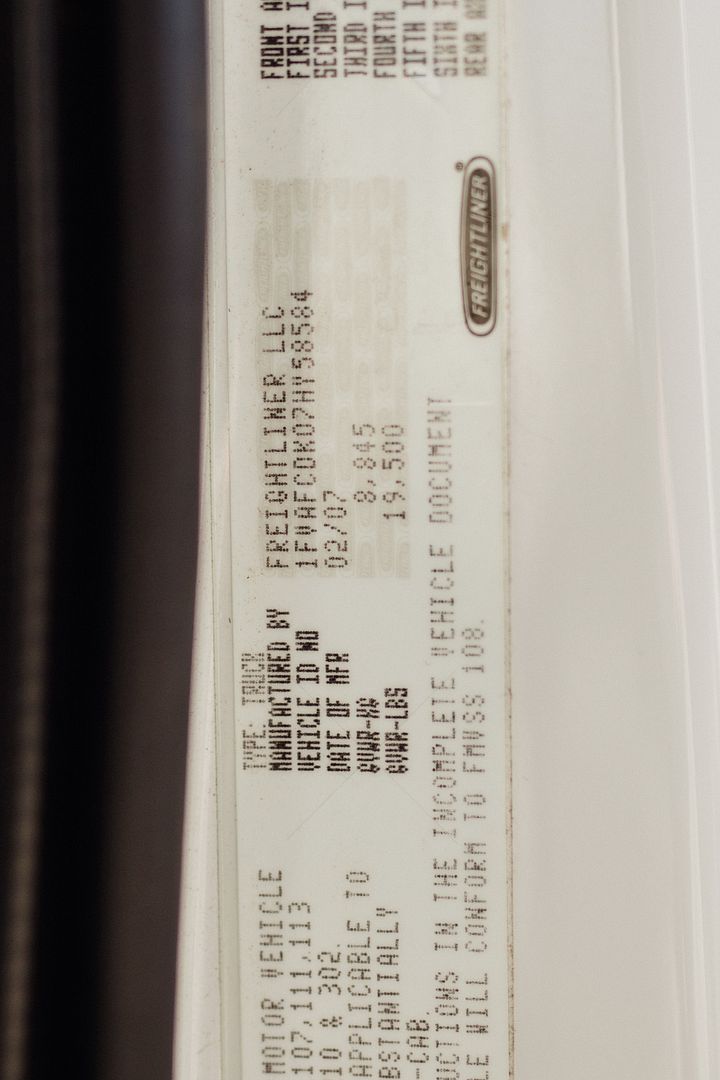 MOTOR VEHICLE
107, 111, 113
10 & 302.
APPLICABLE TO
BSTANTIALLY
-CAB.
UCTIONS IN THE INCOMPLETE VEHICLE DOCUMENT
LE WILL CONFORM TO FMVSS 108.
TYPE: TRUCK
MANUFACTURED BY FREIGHTLINER LLC
VEHICLE ID NO 1FVAFCDK07HY58584
DATE OF MFR 02/07
GVWR-KG 8,845
GVWR-LBS 19,500
FREIGHTLINER®
FRONT A
FIRST I
SECOND
THIRD I
FOURTH
FIFTH I
SIXTH I
REAR AX